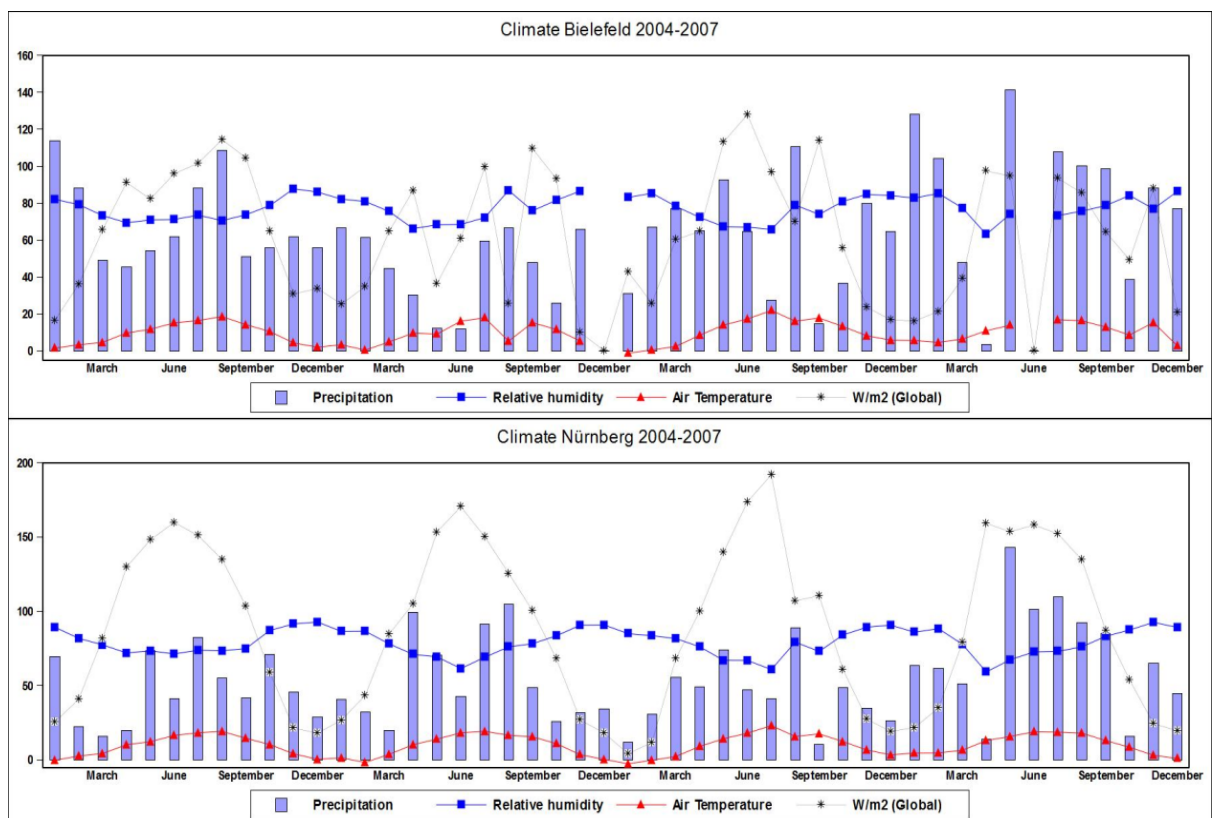 Climate Bielefeld 2004-2007
160
140
120
100
80
60
40
20
0
March June September December March June September December March June September December March June September December
Precipitation Relative humidity Air Temperature W/m2 (Global)
Climate Nürnberg 2004-2007
200
150
100
50
0
March June September December March June September December March June September December March June September December
Precipitation Relative humidity Air Temperature W/m2 (Global)